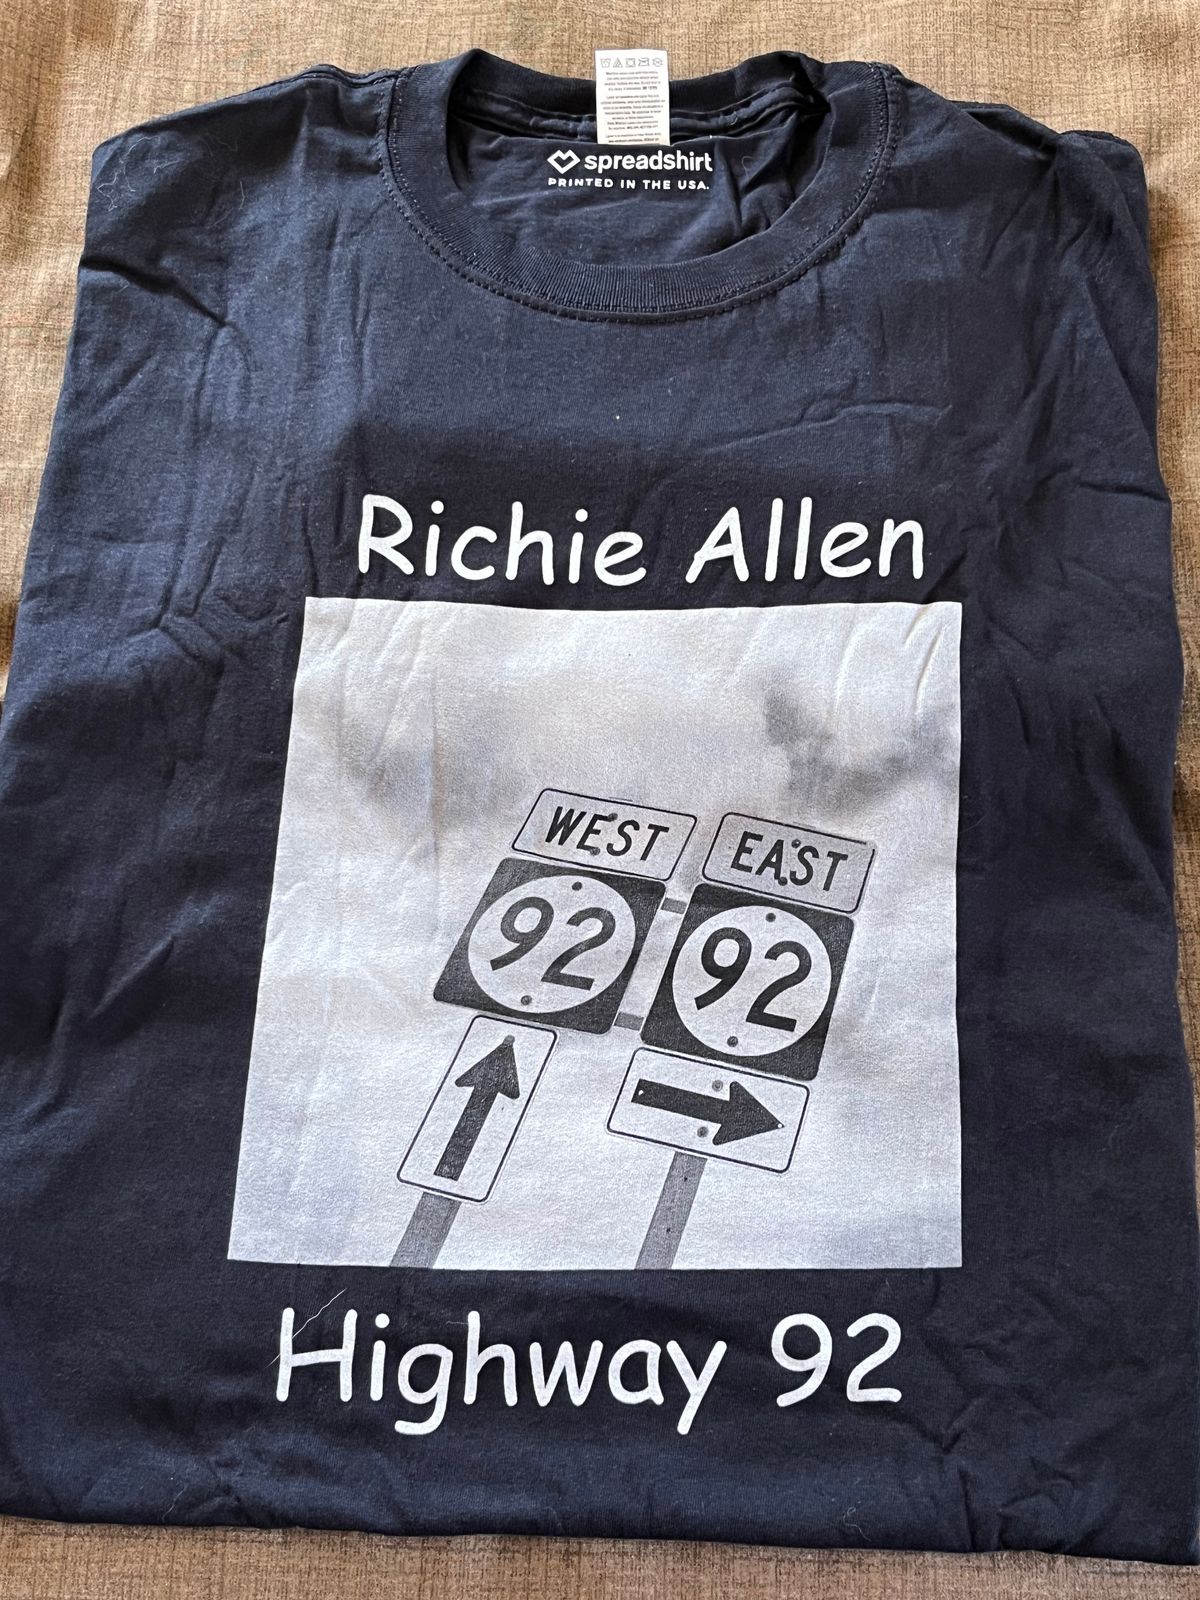 spreadshirt
PRINTED IN THE USA.
Richie Allen
WEST
EAST
92
92
Highway 92